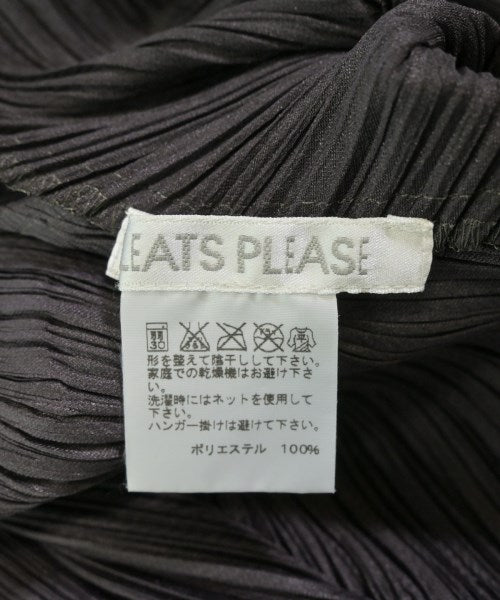 EATS PLEASE
30 平
形を整えて陰干しして下さい。
家庭での乾燥機はお避け下さ
い。
洗濯時にはネットを使用して
下さい。
ハンガー掛けは避けて下さい。
ポリエステル 100%